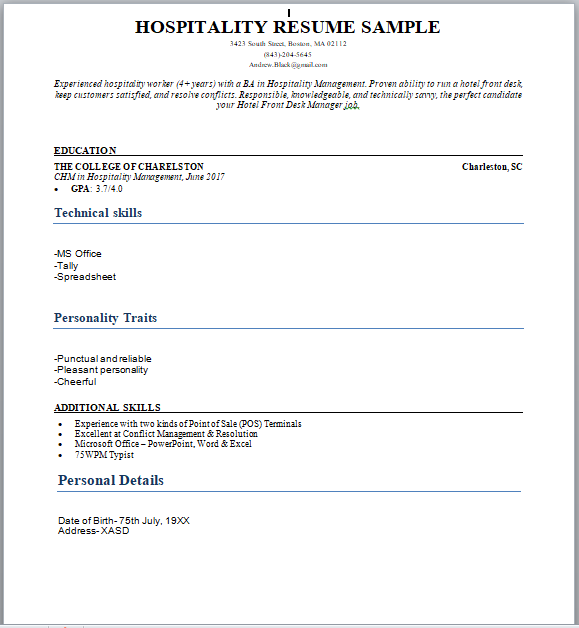 HOSPITALITY RESUME SAMPLE
3423 South Street, Boston, MA 02112
(843)-204-5645
Andrew.Black@gmail.com
Experienced hospitality worker (4+ years) with a BA in Hospitality Management. Proven ability to run a hotel front desk,
keep customers satisfied, and resolve conflicts. Responsible, knowledgeable, and technically savvy, the perfect candidate
your Hotel Front Desk Manager job.
EDUCATION
THE COLLEGE OF CHARELSTON Charleston, SC
CHM in Hospitality Management, June 2017
• GPA: 3.7/4.0
Technical skills
-MS Office
-Tally
-Spreadsheet
Personality Traits
-Punctual and reliable
-Pleasant personality
-Cheerful
ADDITIONAL SKILLS
• Experience with two kinds of Point of Sale (POS) Terminals
• Excellent at Conflict Management & Resolution
• Microsoft Office – PowerPoint, Word & Excel
• 75WPM Typist
Personal Details
Date of Birth- 75th July, 19XX
Address- XASD